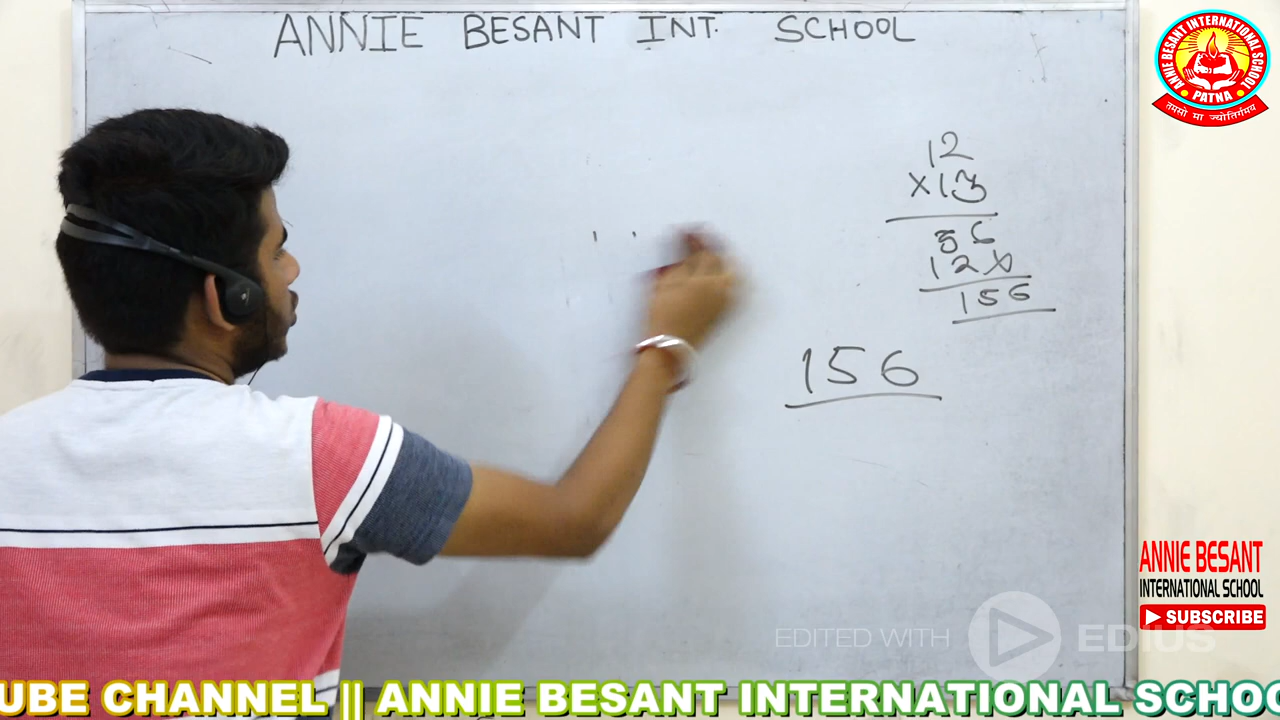 ANNIE BESANT INT. SCHOOL
ANNIE BESANT INTERNATIONAL SCHOOL
PATNA
तमसो मा ज्योतिर्गमय
12
×13
36
12×
156
156
ANNIE BESANT
INTERNATIONAL SCHOOL
SUBSCRIBE
EDITED WITH EDIUS
UBE CHANNEL || ANNIE BESANT INTERNATIONAL SCHOO